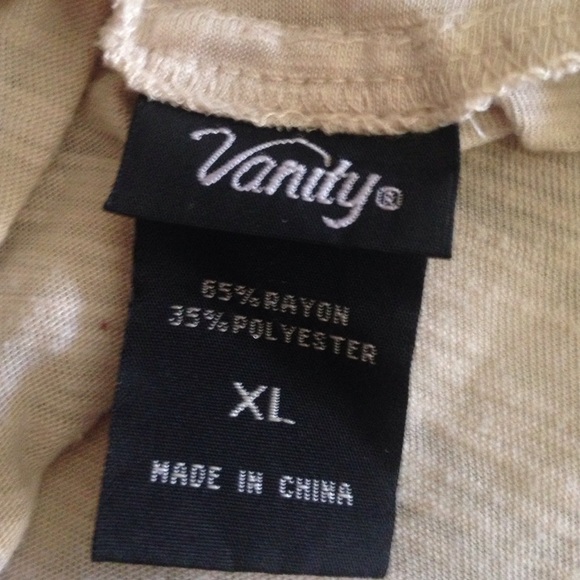 Vanity®
65% RAYON
35% POLYESTER
XL
MADE IN CHINA